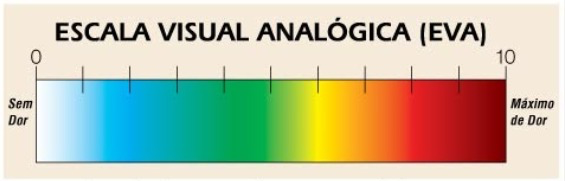 ESCALA VISUAL ANALÓGICA (EVA)
0 10
Sem
Dor
Máximo
de Dor